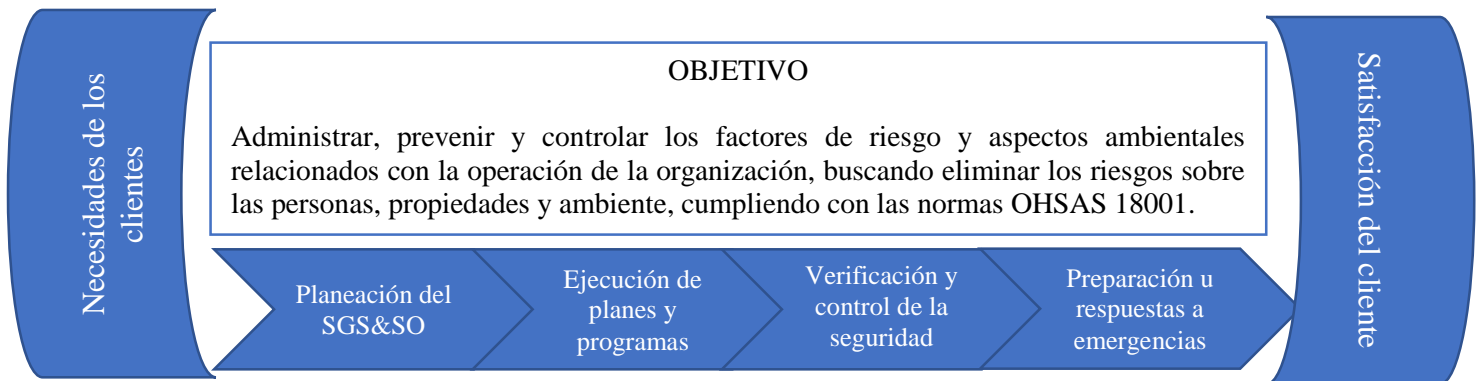 Necesidades de los
clientes
OBJETIVO
Administrar, prevenir y controlar los factores de riesgo y aspectos ambientales
relacionados con la operación de la organización, buscando eliminar los riesgos sobre
las personas, propiedades y ambiente, cumpliendo con las normas OHSAS 18001.
Planeación del
SGS&SO
Ejecución de
planes y
programas
Verificación y
control de la
seguridad
Preparación u
respuestas a
emergencias
Satisfacción del cliente